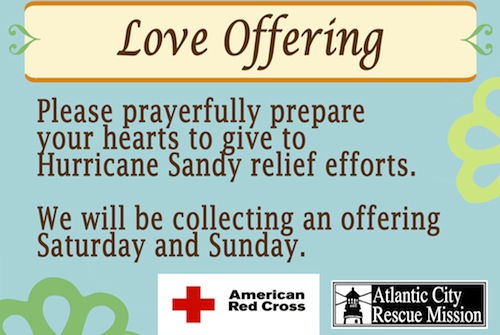 Love Offering
Please prayerfully prepare
your hearts to give to
Hurricane Sandy relief efforts.
We will be collecting an offering
Saturday and Sunday.
American
Red Cross
Atlantic City
Rescue Mission